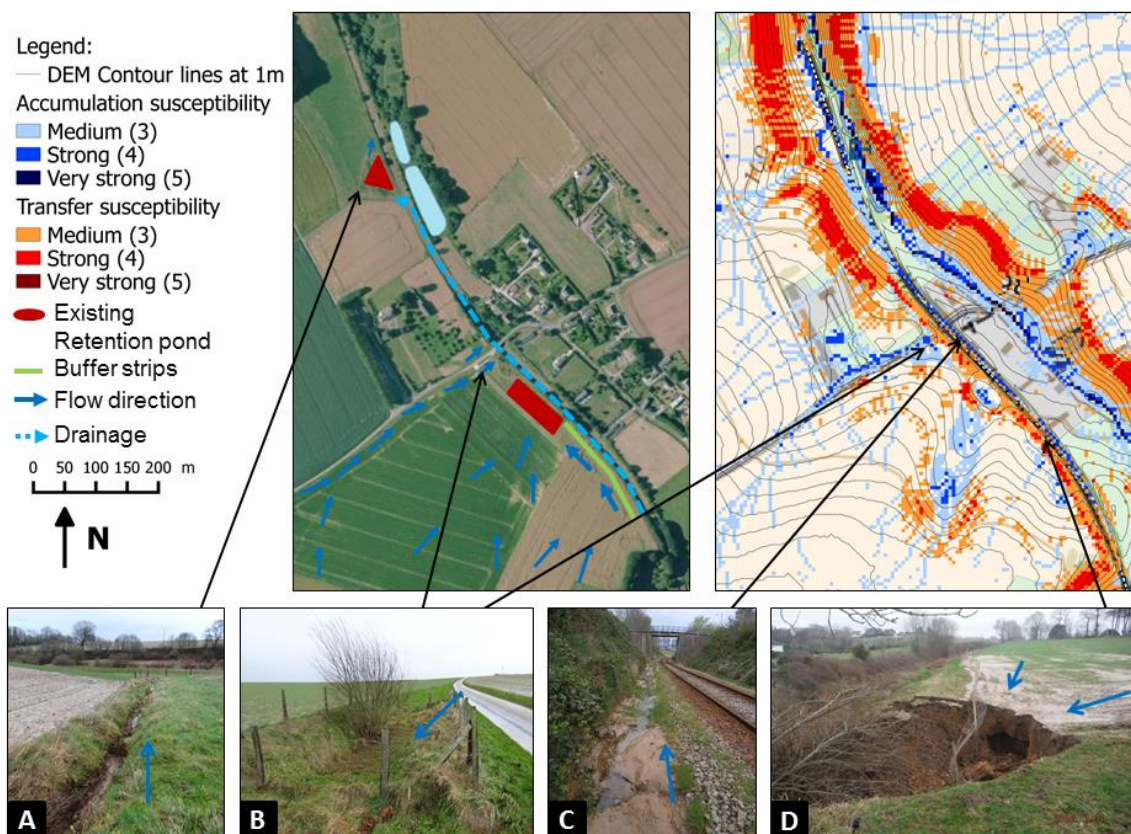 Legend:
DEM Contour lines at 1m
Accumulation susceptibility
Medium (3)
Strong (4)
Very strong (5)
Transfer susceptibility
Medium (3)
Strong (4)
Very strong (5)
Existing
Retention pond
Buffer strips
Flow direction
Drainage
0 50 100 150 200 m
N
A
B
C
D